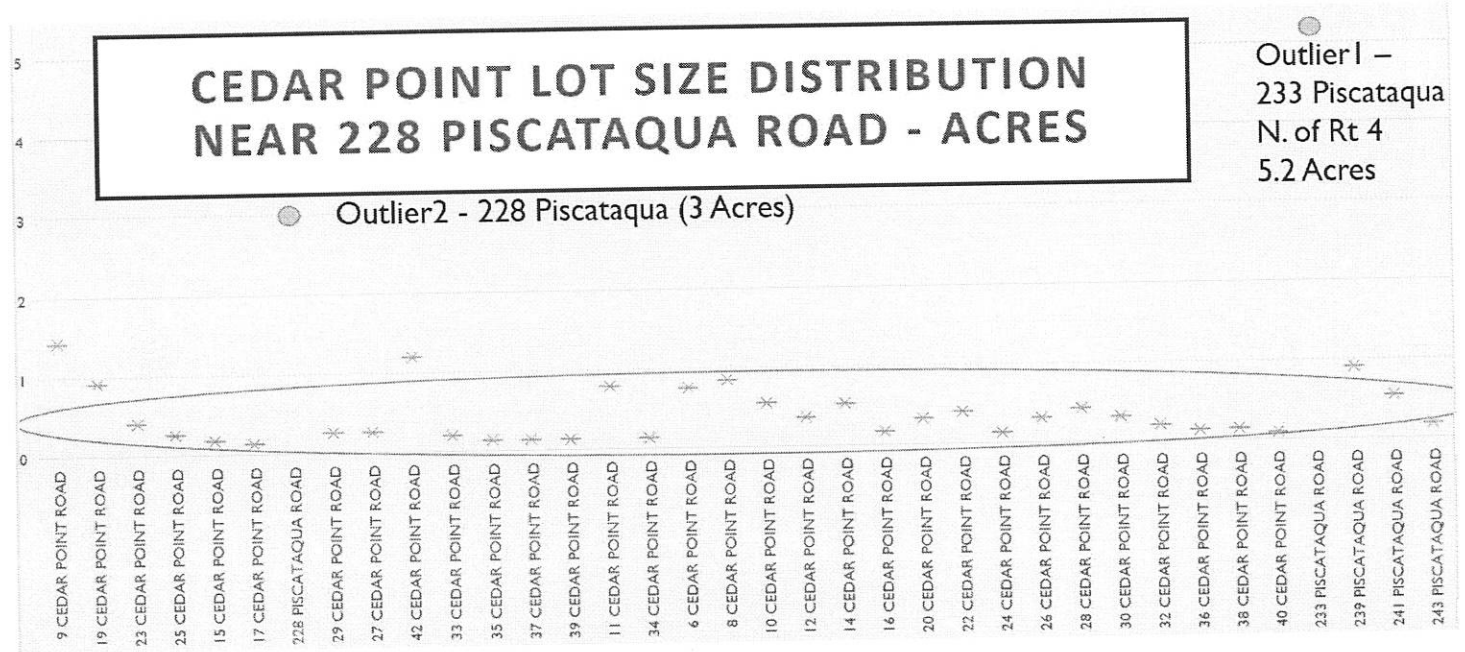 CEDAR POINT LOT SIZE DISTRIBUTION
NEAR 228 PISCATAQUA ROAD - ACRES
Outlier1 –
233 Piscataqua
N. of Rt 4
5.2 Acres
Outlier2 - 228 Piscataqua (3 Acres)
5
4
3
2
1
0
9 CEDAR POINT ROAD
19 CEDAR POINT ROAD
23 CEDAR POINT ROAD
25 CEDAR POINT ROAD
15 CEDAR POINT ROAD
17 CEDAR POINT ROAD
228 PISCATAQUA ROAD
29 CEDAR POINT ROAD
27 CEDAR POINT ROAD
42 CEDAR POINT ROAD
33 CEDAR POINT ROAD
35 CEDAR POINT ROAD
37 CEDAR POINT ROAD
39 CEDAR POINT ROAD
11 CEDAR POINT ROAD
34 CEDAR POINT ROAD
6 CEDAR POINT ROAD
8 CEDAR POINT ROAD
10 CEDAR POINT ROAD
12 CEDAR POINT ROAD
14 CEDAR POINT ROAD
16 CEDAR POINT ROAD
20 CEDAR POINT ROAD
22 CEDAR POINT ROAD
24 CEDAR POINT ROAD
26 CEDAR POINT ROAD
28 CEDAR POINT ROAD
30 CEDAR POINT ROAD
32 CEDAR POINT ROAD
36 CEDAR POINT ROAD
38 CEDAR POINT ROAD
40 CEDAR POINT ROAD
233 PISCATAQUA ROAD
239 PISCATAQUA ROAD
241 PISCATAQUA ROAD
243 PISCATAQUA ROAD